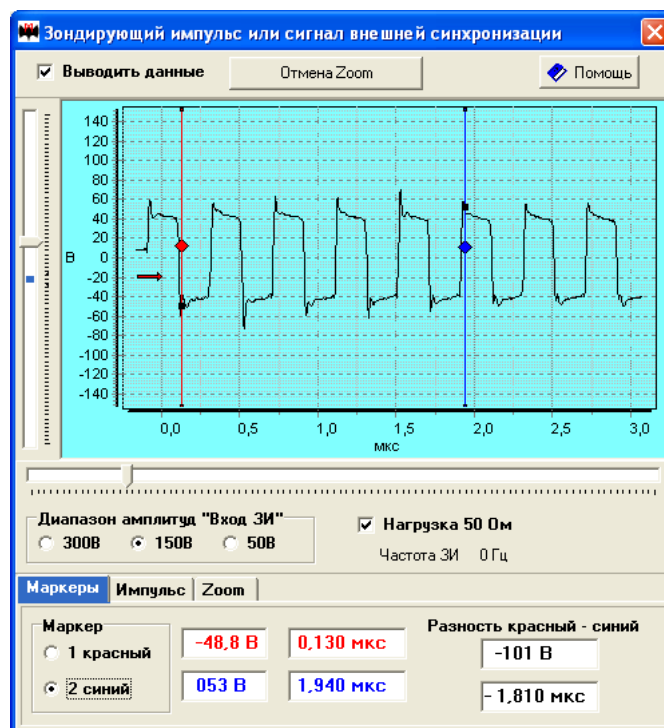 Зондирующий импульс или сигнал внешней синхронизации
Выводить данные
Отмена Zoom
Помощь
140
120
100
80
60
40
20
0
-20
-40
-60
-80
-100
-120
-140
В
0,0 0,5 1,0 1,5 2,0 2,5 3,0
мкс
Диапазон амплитуд "Вход ЗИ"
300В 150В 50В
Нагрузка 50 Ом
Частота ЗИ 0 Гц
Маркеры Импульс Zoom
Маркер
1 красный
2 синий
-48,8 В 0,130 мкс
053 В 1,940 мкс
Разность красный - синий
-101 В
- 1,810 мкс